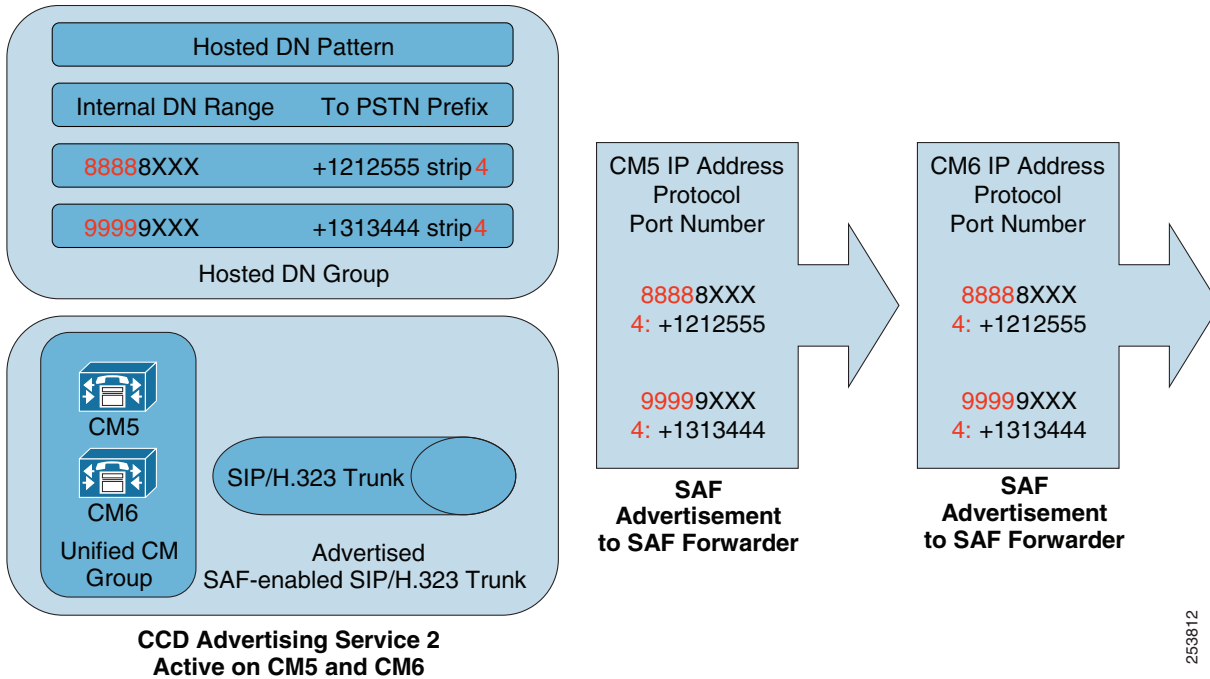 Hosted DN Pattern
Internal DN Range To PSTN Prefix
88888XXX +1212555 strip 4
99999XXX +1313444 strip 4
Hosted DN Group
CM5
CM6
Unified CM
Group
SIP/H.323 Trunk
Advertised
SAF-enabled SIP/H.323 Trunk
CCD Advertising Service 2
Active on CM5 and CM6
CM5 IP Address
Protocol
Port Number
88888XXX
4: +1212555
99999XXX
4: +1313444
SAF
Advertisement
to SAF Forwarder
CM6 IP Address
Protocol
Port Number
88888XXX
4: +1212555
99999XXX
4: +1313444
SAF
Advertisement
to SAF Forwarder
253812